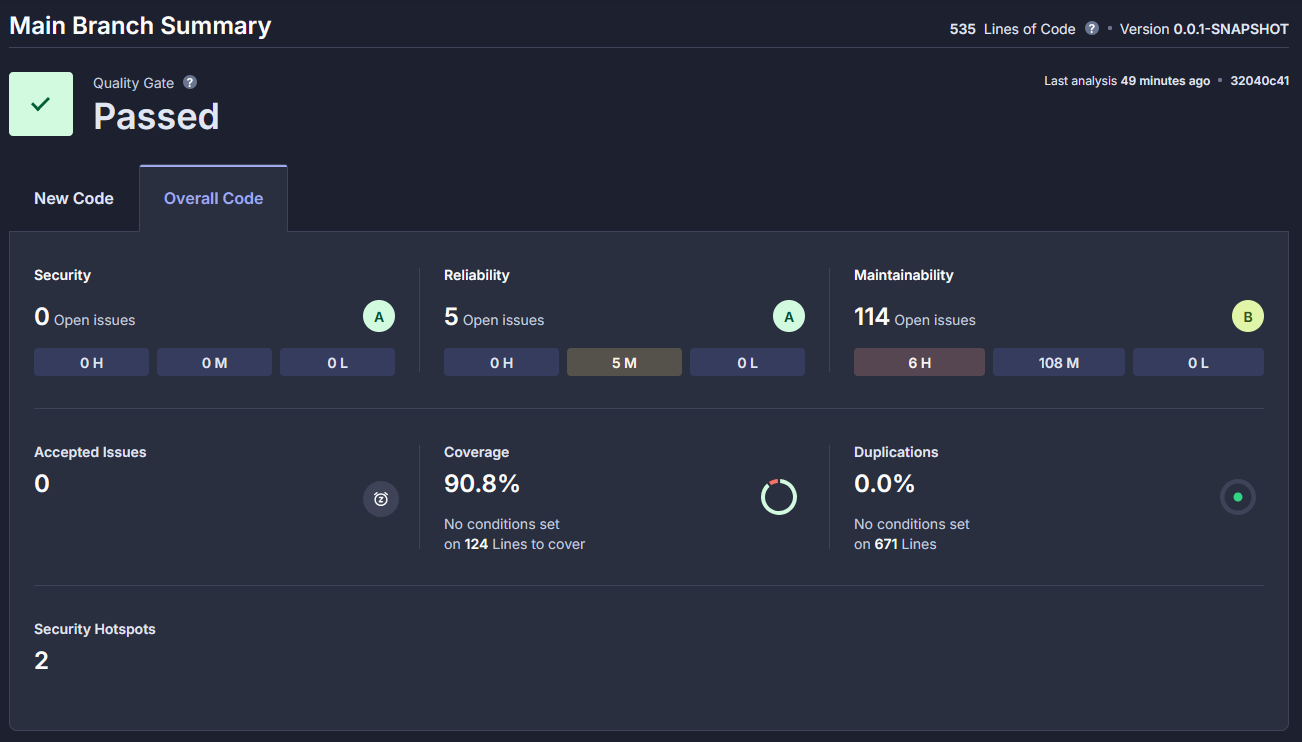 Main Branch Summary
535 Lines of Code ? • Version 0.0.1-SNAPSHOT
Quality Gate ?
Passed
Last analysis 49 minutes ago • 32040c41
New Code
Overall Code
Security
0 Open issues
A
0 H
0 M
0 L
Reliability
5 Open issues
A
0 H
5 M
0 L
Maintainability
114 Open issues
B
6 H
108 M
0 L
Accepted Issues
0
Coverage
90.8%
No conditions set
on 124 Lines to cover
Duplications
0.0%
No conditions set
on 671 Lines
Security Hotspots
2